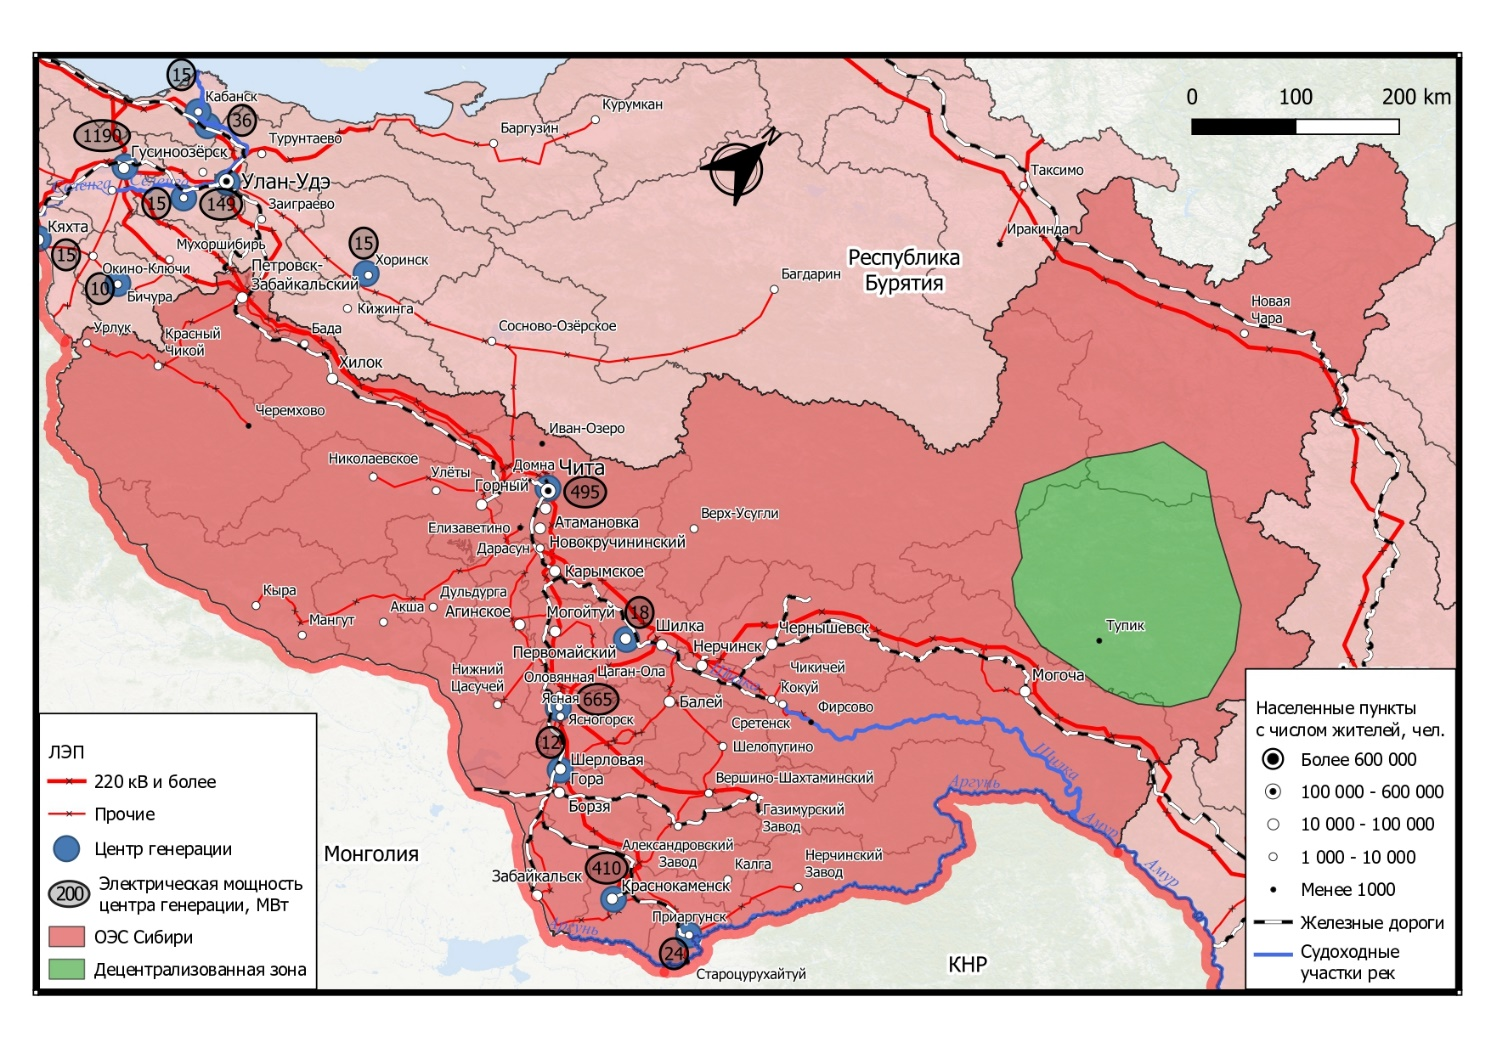 15
Кабанск
36
1190
Турунтаево
Гусиноозёрск
Баргузин
Курумкан
N
0 100 200 км
Таксимо
Селенга
Улан-Удэ
15
149
Заиграево
Кяхта
15
Мухоршибирь
15
Хоринск
Иракинда
Республика
Бурятия
Окино-Ключи
10
Бичура
Петровск-
Забайкальский
Багдарин
Кижинга
Новая
Чара
Урлук
Красный
Чикой
Бада
Сосново-Озёрское
Хилок
Черемхово
Иван-Озеро
Николаевское
Улёты
Домна
Чита
Горный
495
Верх-Усугли
Елизаветино
Атамановка
Дарасун
Новокручининский
Карымское
Кыра
Дульдурга
Акша
Агинское
Могойтуй
18
Мангут
Шилка
Чернышевск
Тупик
Нерчинск
Первомайский
Нижний
Цасучей
Цаган-Ола
Оловянная
Чикичей
Могоча
Шилка
Кокуй
Ясная
665
Балей
Фирсово
Ясногорск
Сретенск
12
Шелопугино
Шерловая
Гора
Шилка
Вершино-Шахтаминский
Аргунь
Борзя
Газимурский
Завод
Амур
Монголия
Александровский
Завод
Калга
Нерчинский
Завод
Амур
Забайкальск
410
Краснокаменск
Приаргунск
Аргунь
24
Староцурухайтуй
КНР
ЛЭП
220 кВ и более
Прочие
Центр генерации
200
Электрическая мощность
центра генерации, МВт
ОЭС Сибири
Децентрализованная зона
Населенные пункты
с числом жителей, чел.
Более 600 000
100 000 - 600 000
10 000 - 100 000
1 000 - 10 000
Менее 1000
Железные дороги
Судоходные
участки рек